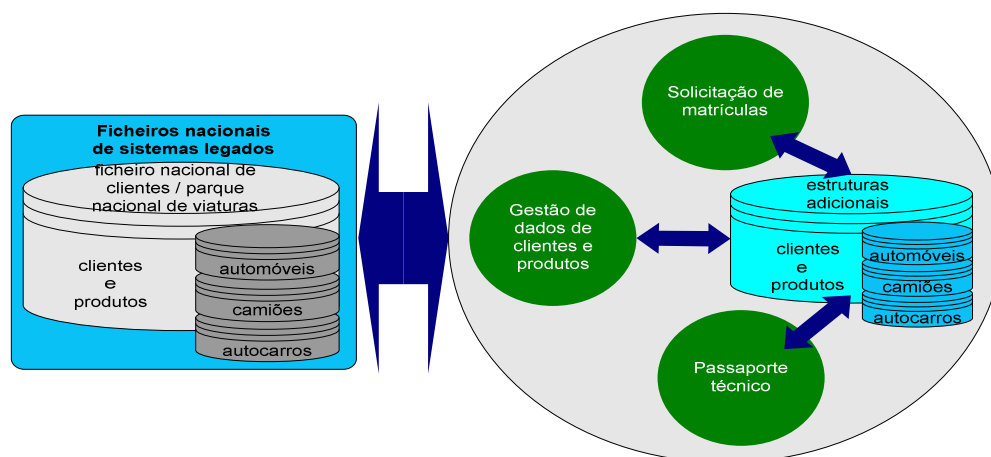 Ficheiros nacionais
de sistemas legados
ficheiro nacional de
clientes / parque
nacional de viaturas
clientes
e
produtos
automóveis
camiões
autocarros
Solicitação de
matrículas
Gestão de
dados de
clientes e
produtos
estruturas
adicionais
clientes
e
produtos
automóveis
camiões
autocarros
Passaporte
técnico